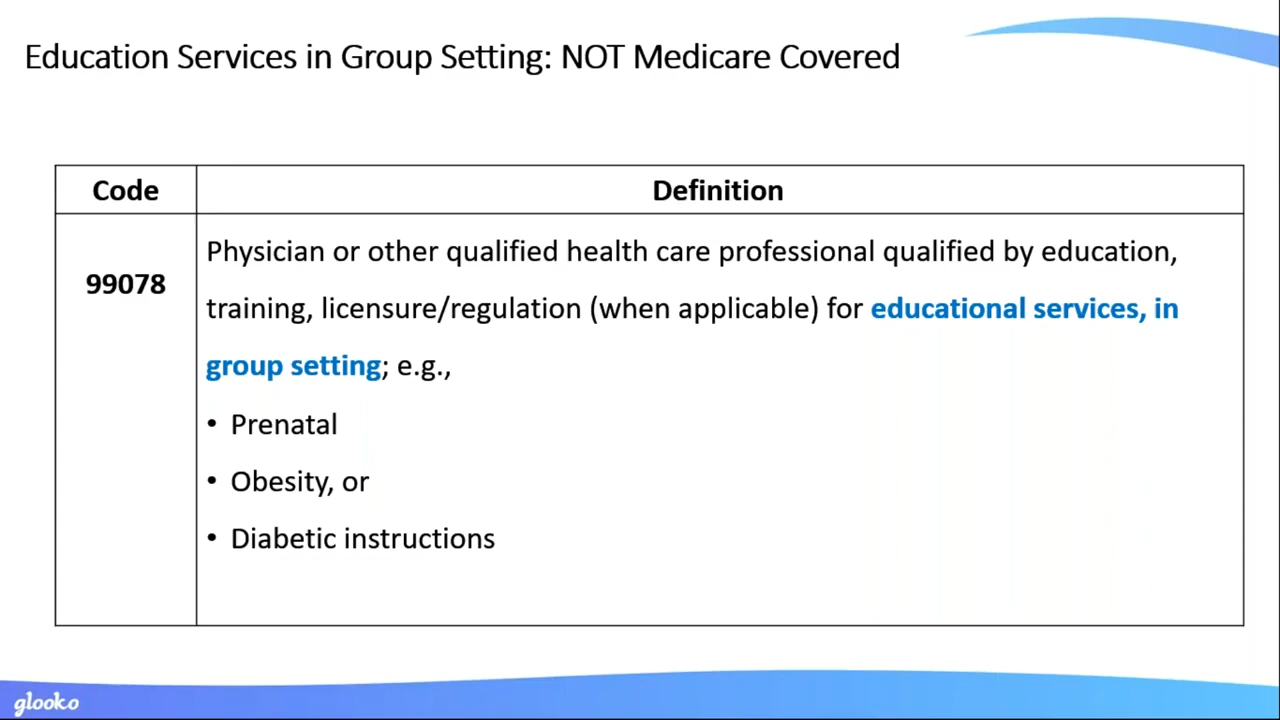 Education Services in Group Setting: NOT Medicare Covered
Code
Definition
99078
Physician or other qualified health care professional qualified by education,
training, licensure/regulation (when applicable) for educational services, in
group setting; e.g.,
• Prenatal
• Obesity, or
• Diabetic instructions
glooko